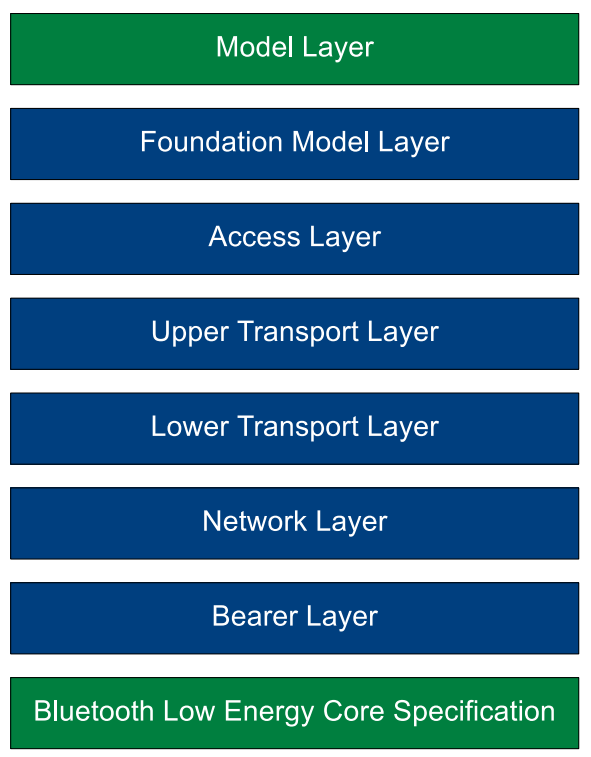 Model Layer
Foundation Model Layer
Access Layer
Upper Transport Layer
Lower Transport Layer
Network Layer
Bearer Layer
Bluetooth Low Energy Core Specification